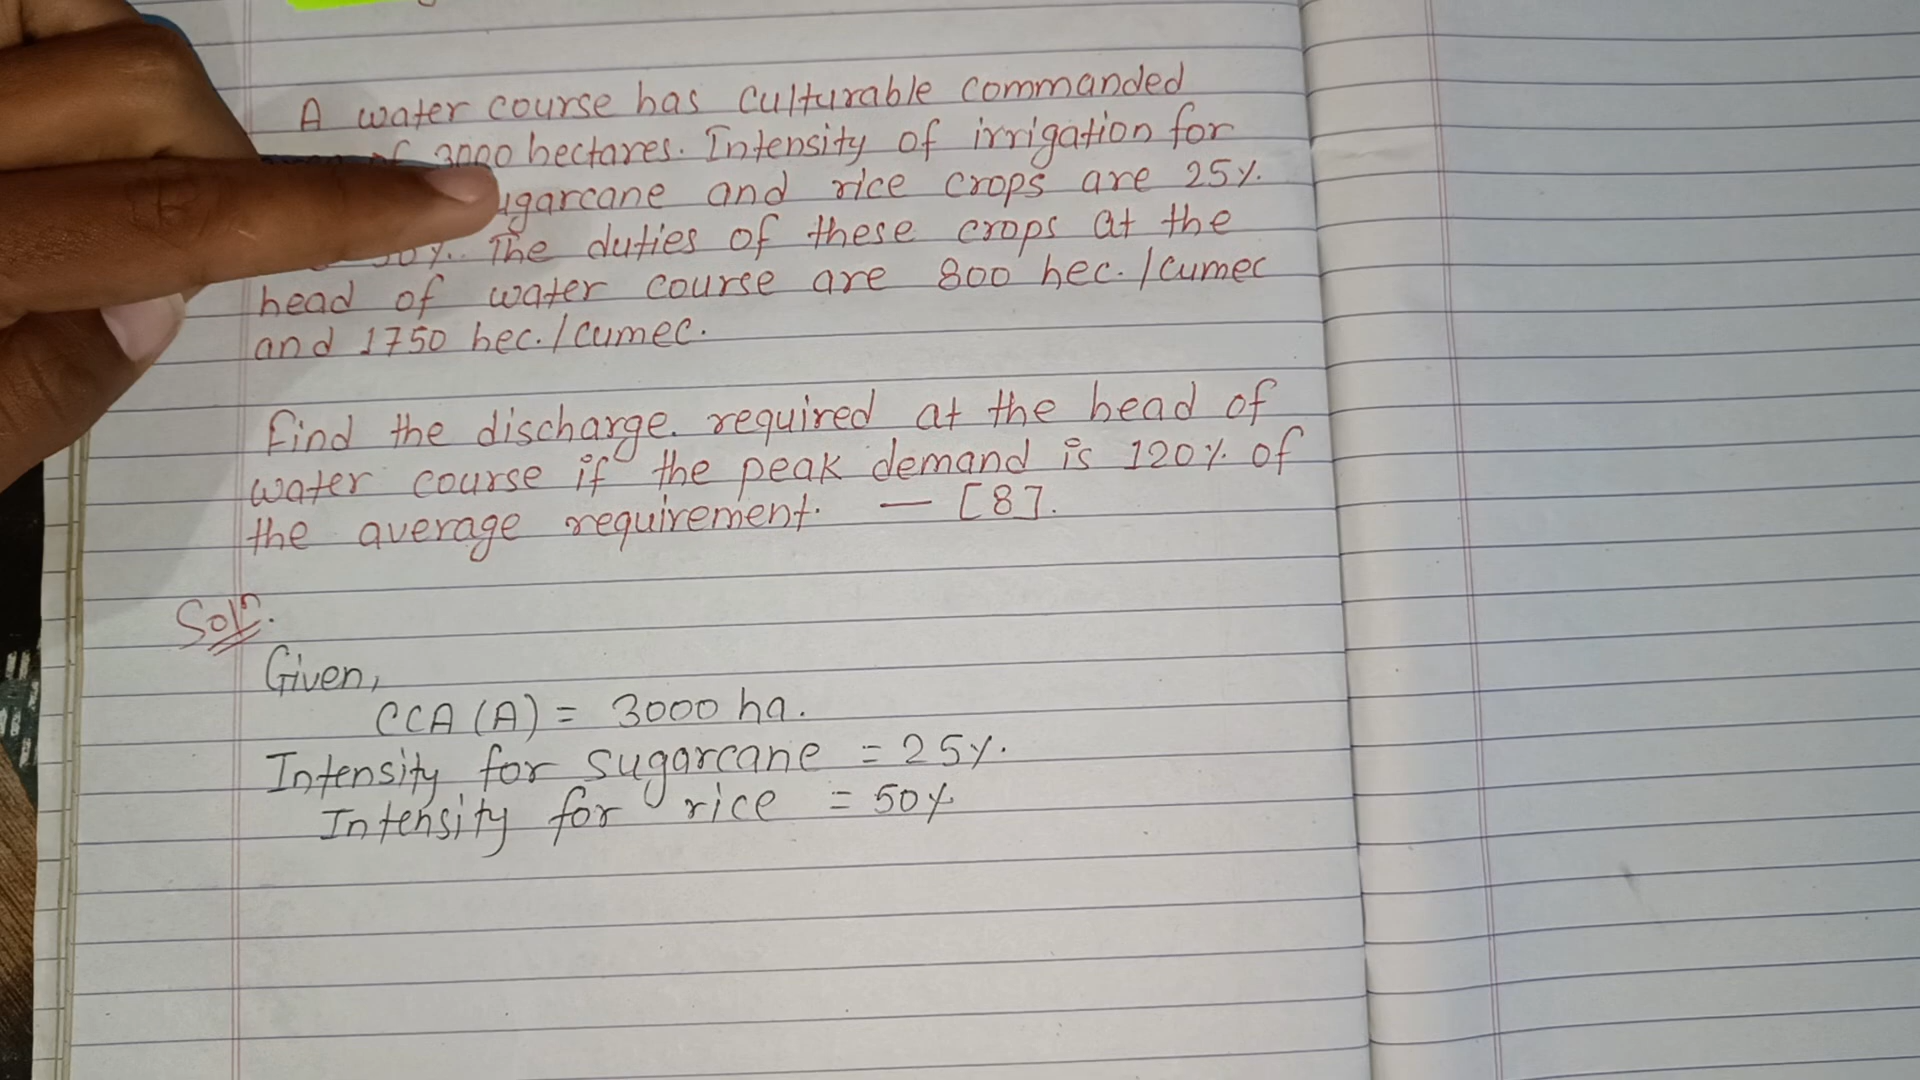 A water course has culturable commanded
of 3000 hectares. Intensity of irrigation for
ugarcane and rice crops are 25%
50%. The duties of these crops at the
head of water course are 800 hec./cumec
and 1750 hec./cumec.
find the discharge. required at the head of
water course if the peak demand is 120% of
the average requirement. — [8].
Solⁿ.
Given,
CCA (A) = 3000 ha.
Intensity for sugarcane = 25%.
Intensity for rice = 50%